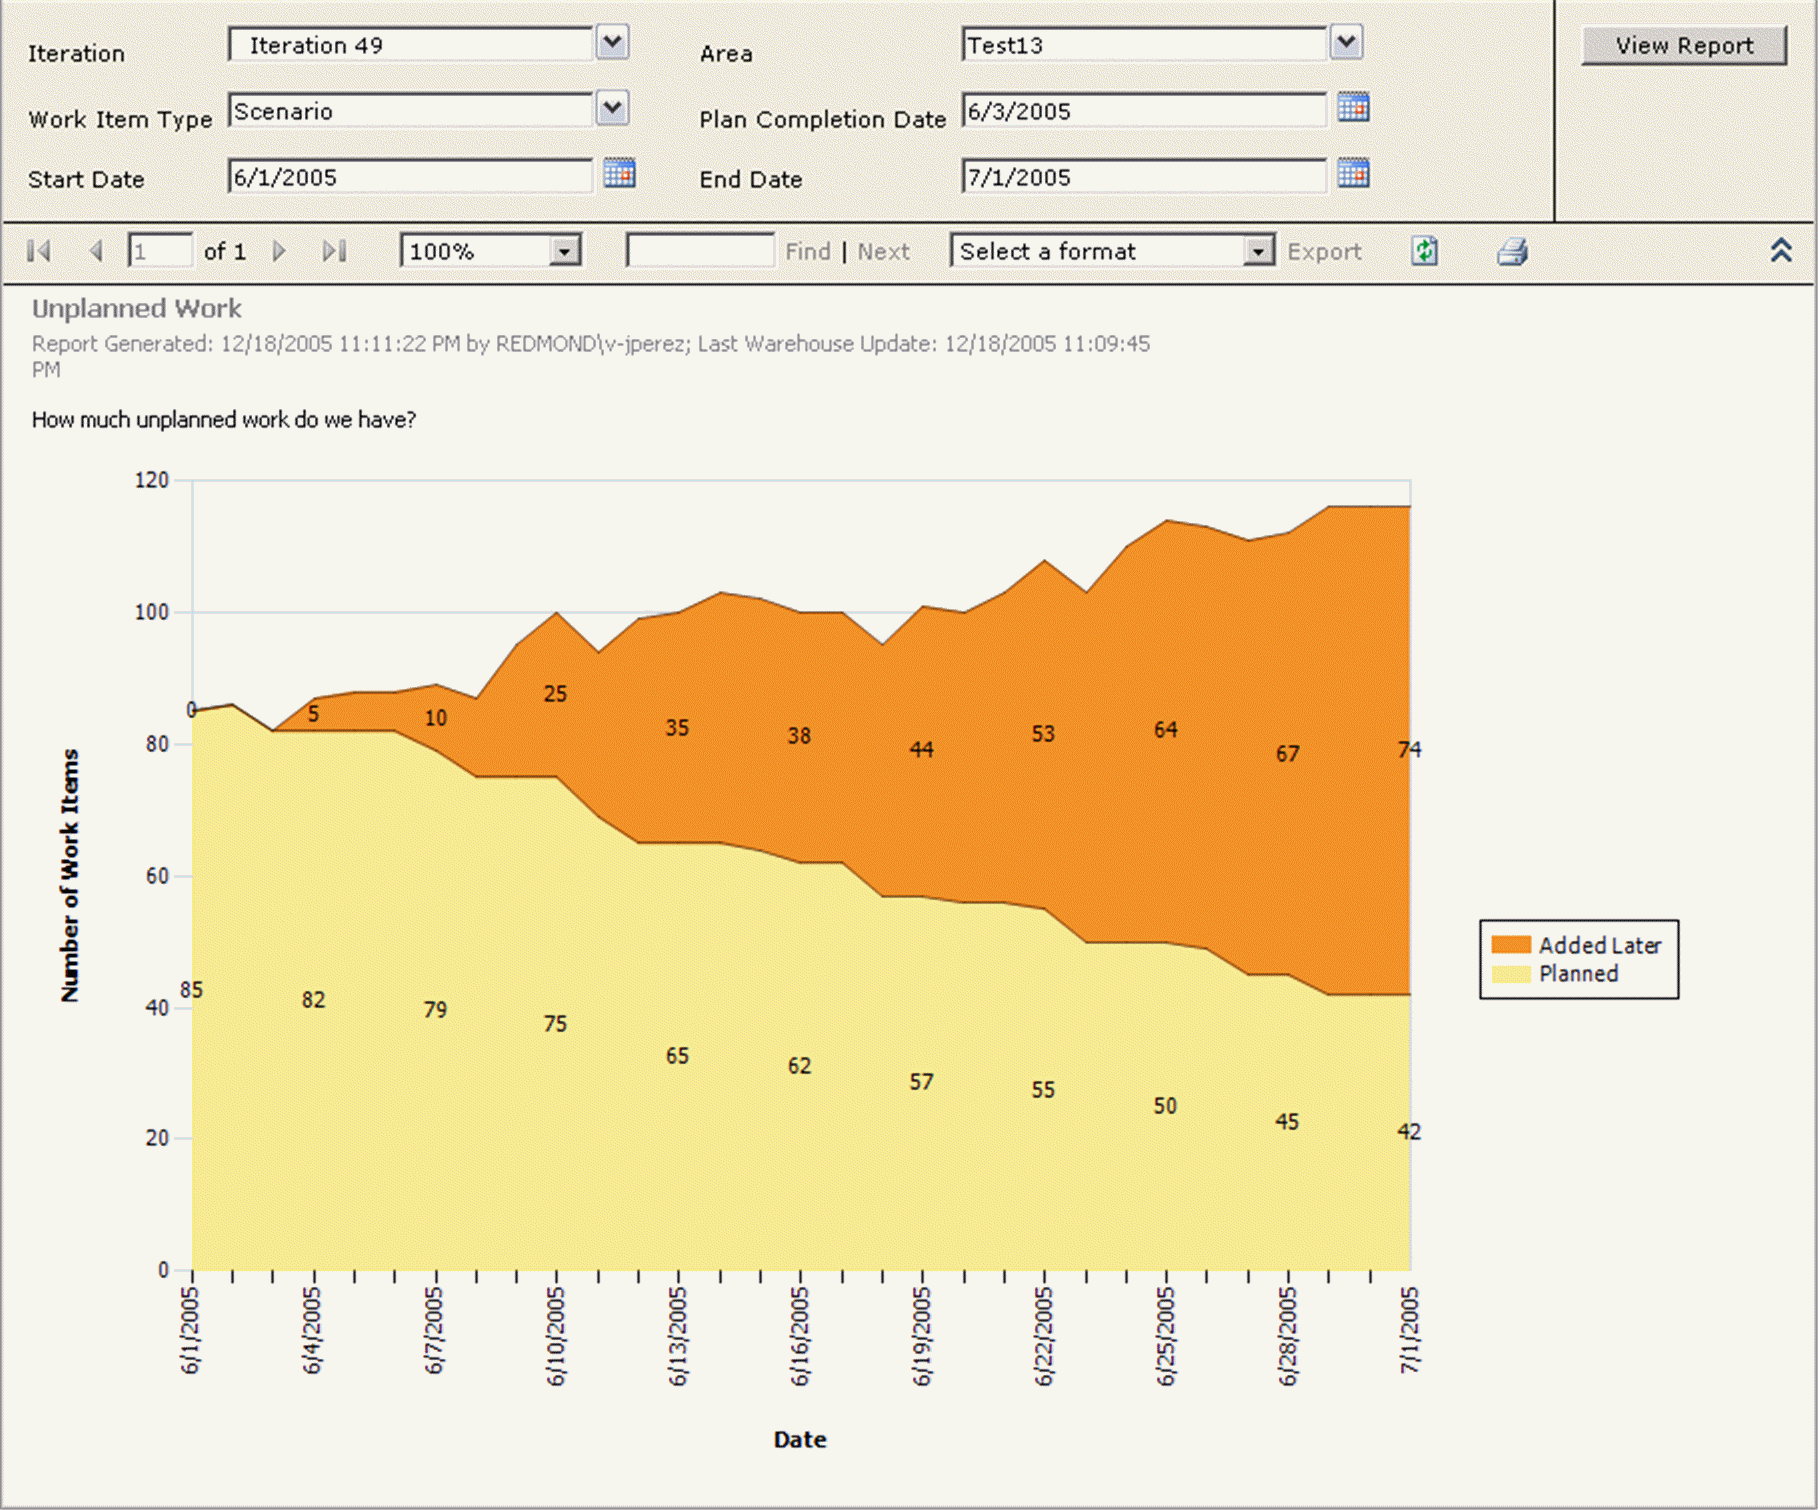 Iteration
Iteration 49
Area
Test13
View Report
Work Item Type
Scenario
Plan Completion Date
6/3/2005
Start Date
6/1/2005
End Date
7/1/2005
1
of 1
100%
Find | Next
Select a format
Export
Unplanned Work
Report Generated: 12/18/2005 11:11:22 PM by REDMOND\v-jperez; Last Warehouse Update: 12/18/2005 11:09:45
PM
How much unplanned work do we have?
Number of Work Items
120
100
80
60
40
20
0
0
5
10
25
35
38
44
53
64
67
74
85
82
79
75
65
62
57
55
50
45
42
Added Later
Planned
6/1/2005
6/4/2005
6/7/2005
6/10/2005
6/13/2005
6/16/2005
6/19/2005
6/22/2005
6/25/2005
6/28/2005
7/1/2005
Date